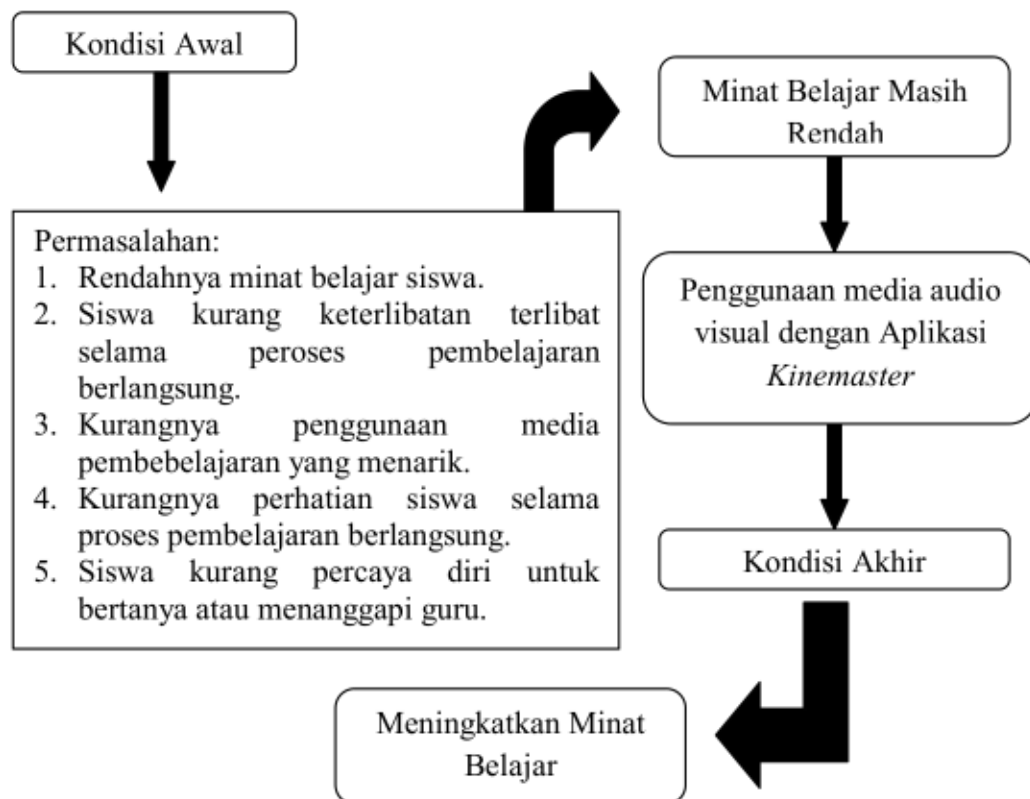 Kondisi Awal
Permasalahan:
1. Rendahnya minat belajar siswa.
2. Siswa kurang keterlibatan terlibat
selama peroses pembelajaran
berlangsung.
3. Kurangnya penggunaan media
pembebelajaran yang menarik.
4. Kurangnya perhatian siswa selama
proses pembelajaran berlangsung.
5. Siswa kurang percaya diri untuk
bertanya atau menanggapi guru.
Minat Belajar Masih
Rendah
Penggunaan media audio
visual dengan Aplikasi
Kinemaster
Kondisi Akhir
Meningkatkan Minat
Belajar